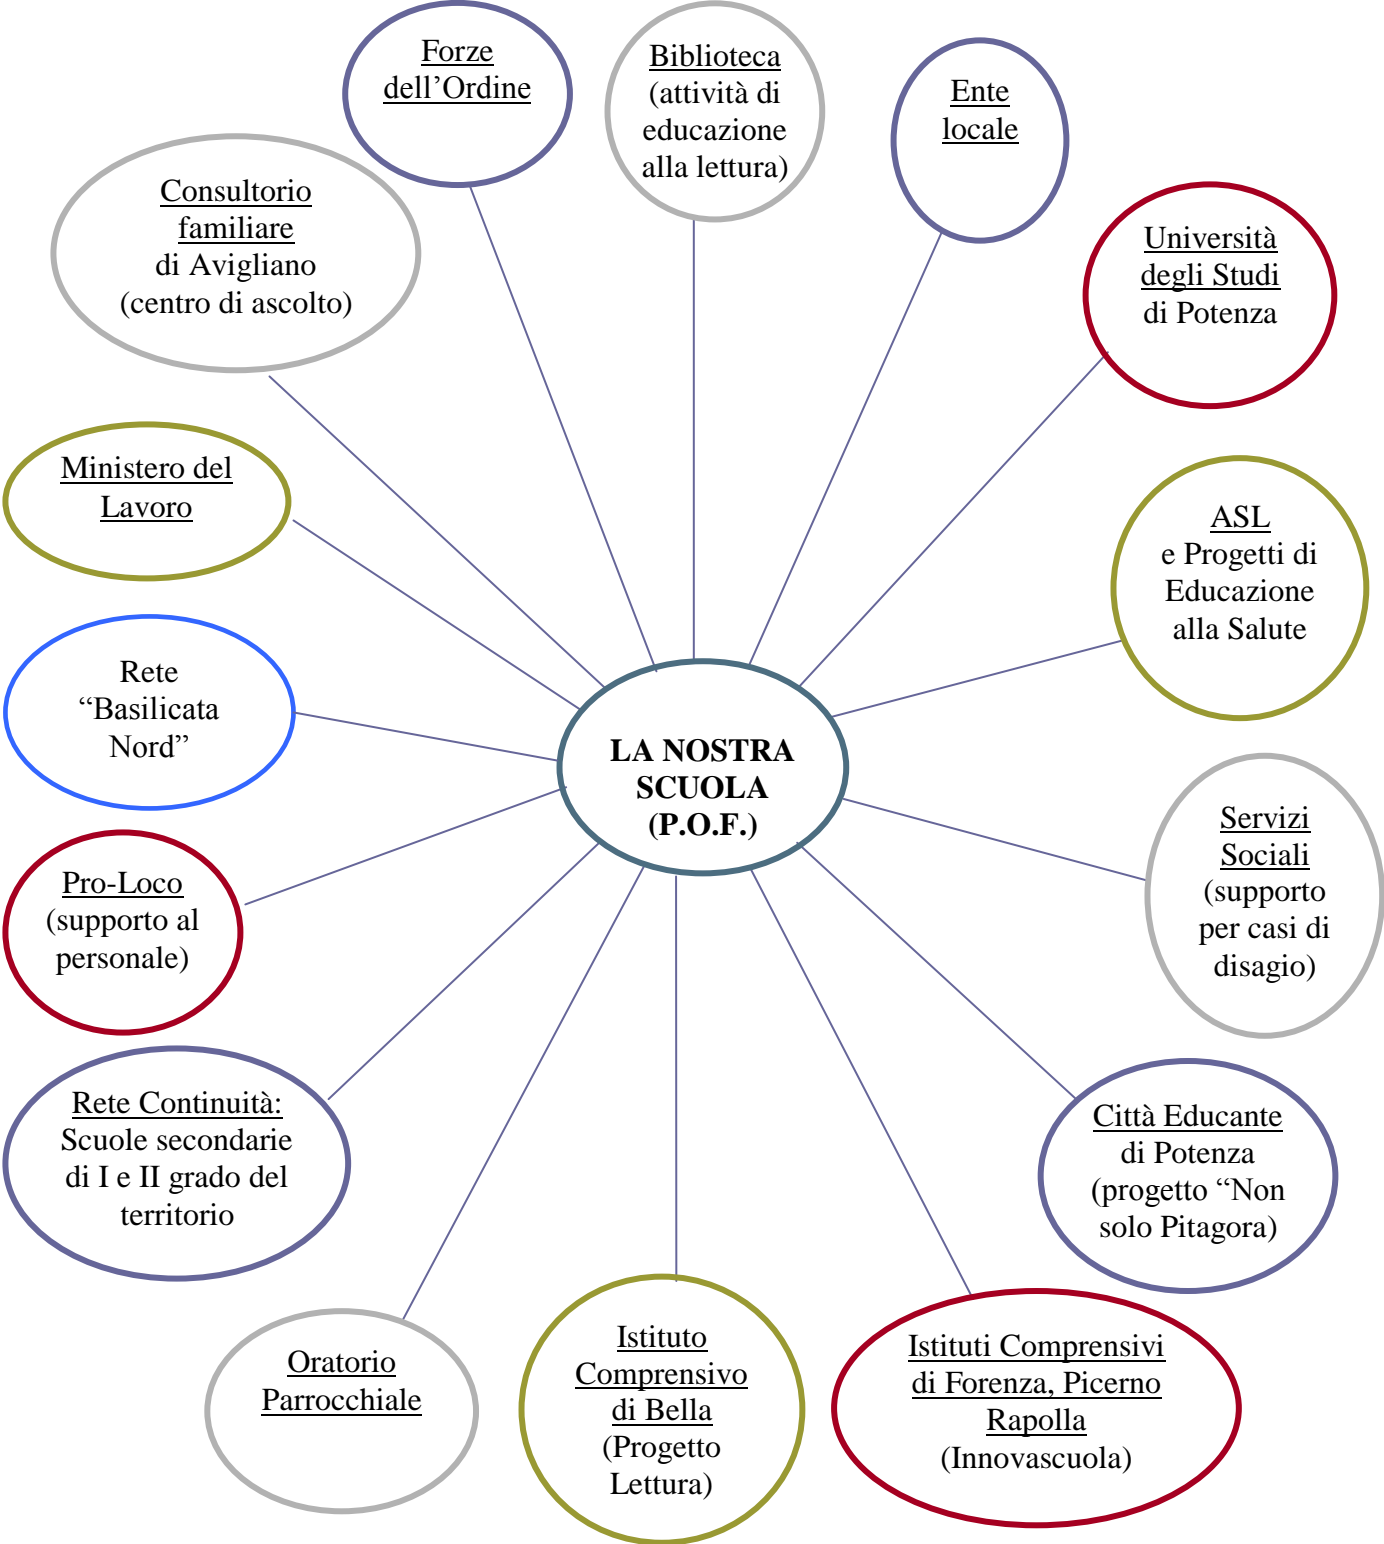 Forze
dell’Ordine
Biblioteca
(attività di
educazione
alla lettura)
Ente
locale
Consultorio
familiare
di Avigliano
(centro di ascolto)
Università
degli Studi
di Potenza
Ministero del
Lavoro
ASL
e Progetti di
Educazione
alla Salute
Rete
“Basilicata
Nord”
LA NOSTRA
SCUOLA
(P.O.F.)
Servizi
Sociali
(supporto
per casi di
disagio)
Pro-Loco
(supporto al
personale)
Rete Continuità:
Scuole secondarie
di I e II grado del
territorio
Città Educante
di Potenza
(progetto “Non
solo Pitagora)
Oratorio
Parrocchiale
Istituto
Comprensivo
di Bella
(Progetto
Lettura)
Istituti Comprensivi
di Forenza, Picerno
Rapolla
(Innovascuola)